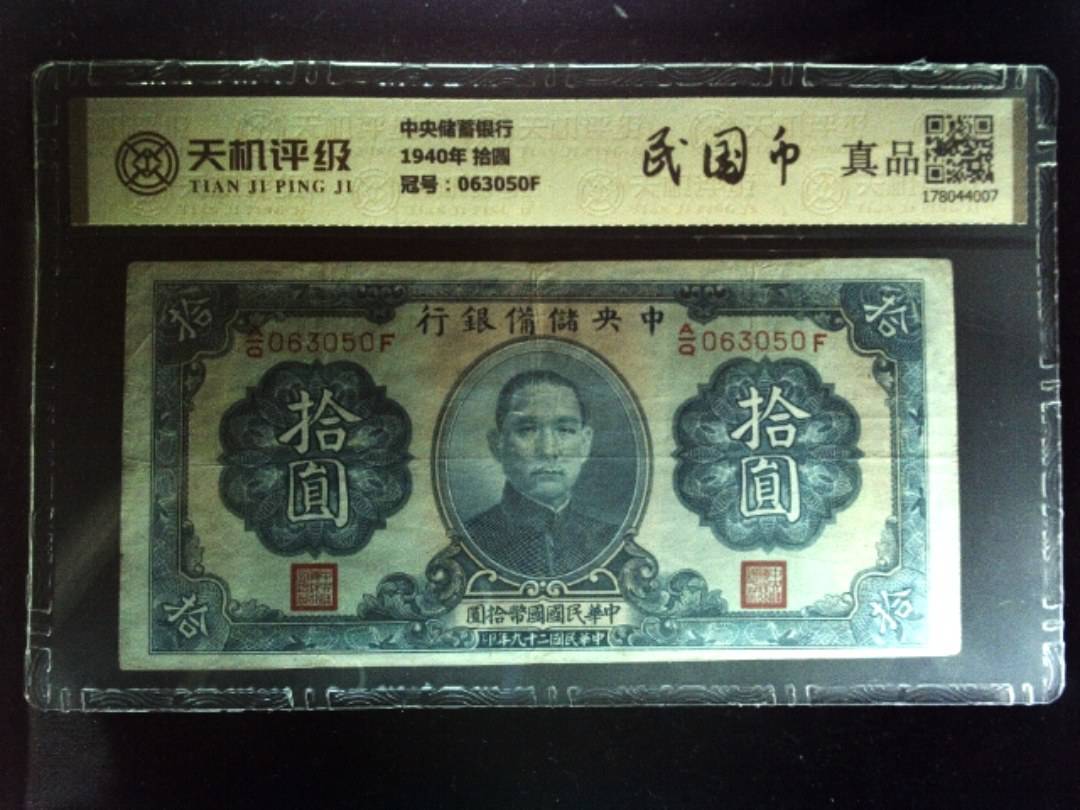 天机评级
TIAN JI PING JI
中央储蓄银行
1940年 拾圆
冠号：063050F
民国币
真品
178044007
拾
拾
行銀備儲央中
A/Q 063050F
A/Q 063050F
拾圓
拾圓
圓拾幣國國民華中
印年九十二國民華中
拾
拾